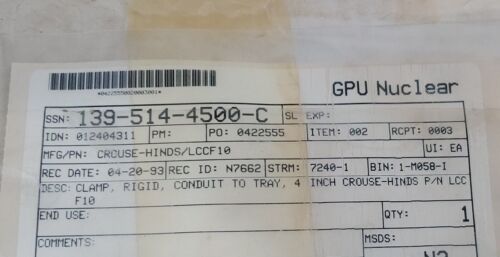 *04225550020003001*
GPU Nuclear
SSN: 139-514-4500-C SL EXP:
IDN: 012404311 PM: PO: 0422555 ITEM: 002 RCPT: 0003
MFG/PN: CROUSE-HINDS/LCCF10 UI: EA
REC DATE: 04-20-93 REC ID: N7662 STRM: 7240-1 BIN: 1-M058-I
DESC: CLAMP, RIGID, CONDUIT TO TRAY, 4 INCH CROUSE-HINDS P/N LCC
F10
END USE: QTY: 1
COMMENTS: MSDS: